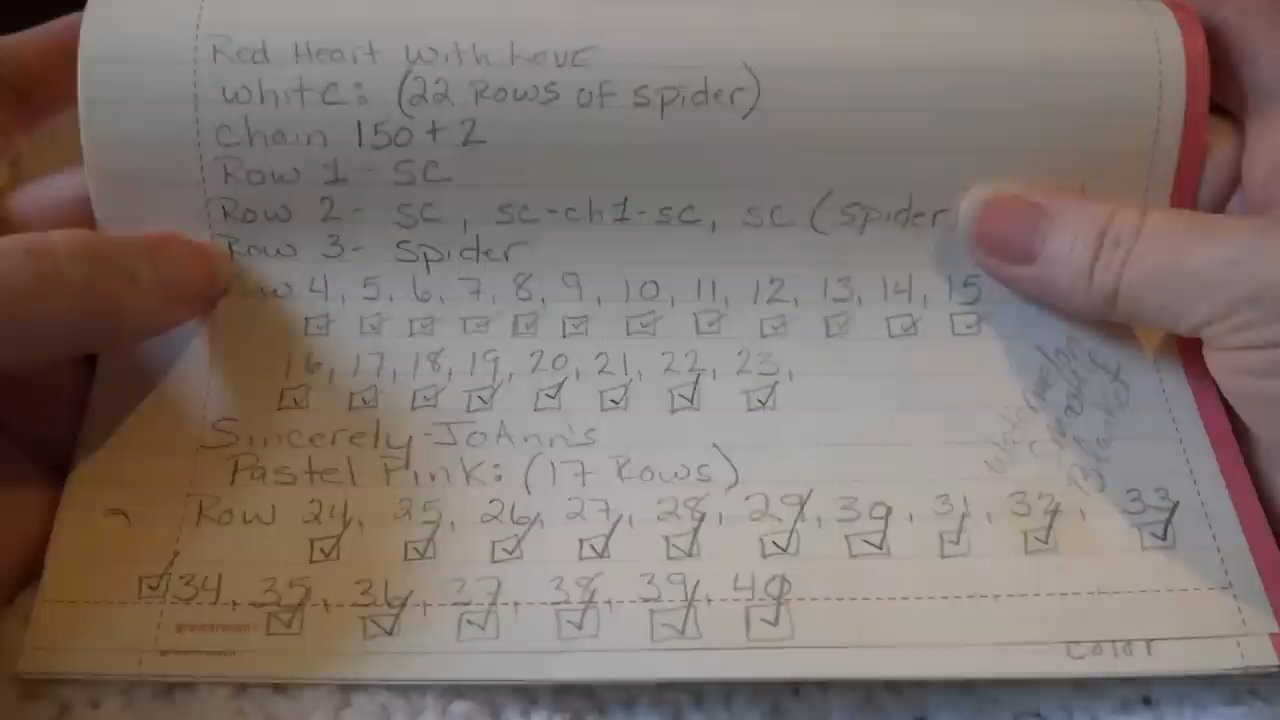 Red Heart With Love
White: (22 Rows of spider)
Chain 150 + 2
Row 1 - SC
Row 2- SC, SC-ch1-SC, SC (spider
Row 3- spider
4, 5, 6, 7, 8, 9, 10, 11, 12, 13, 14, 15
16, 17, 18, 19, 20, 21, 22, 23,
Sincerely-JoAnn's
Pastel Pink: (17 Rows)
Row 24, 25, 26, 27, 28, 29, 30, 31, 32, 33
34, 35, 36, 37, 38, 39, 40
Color